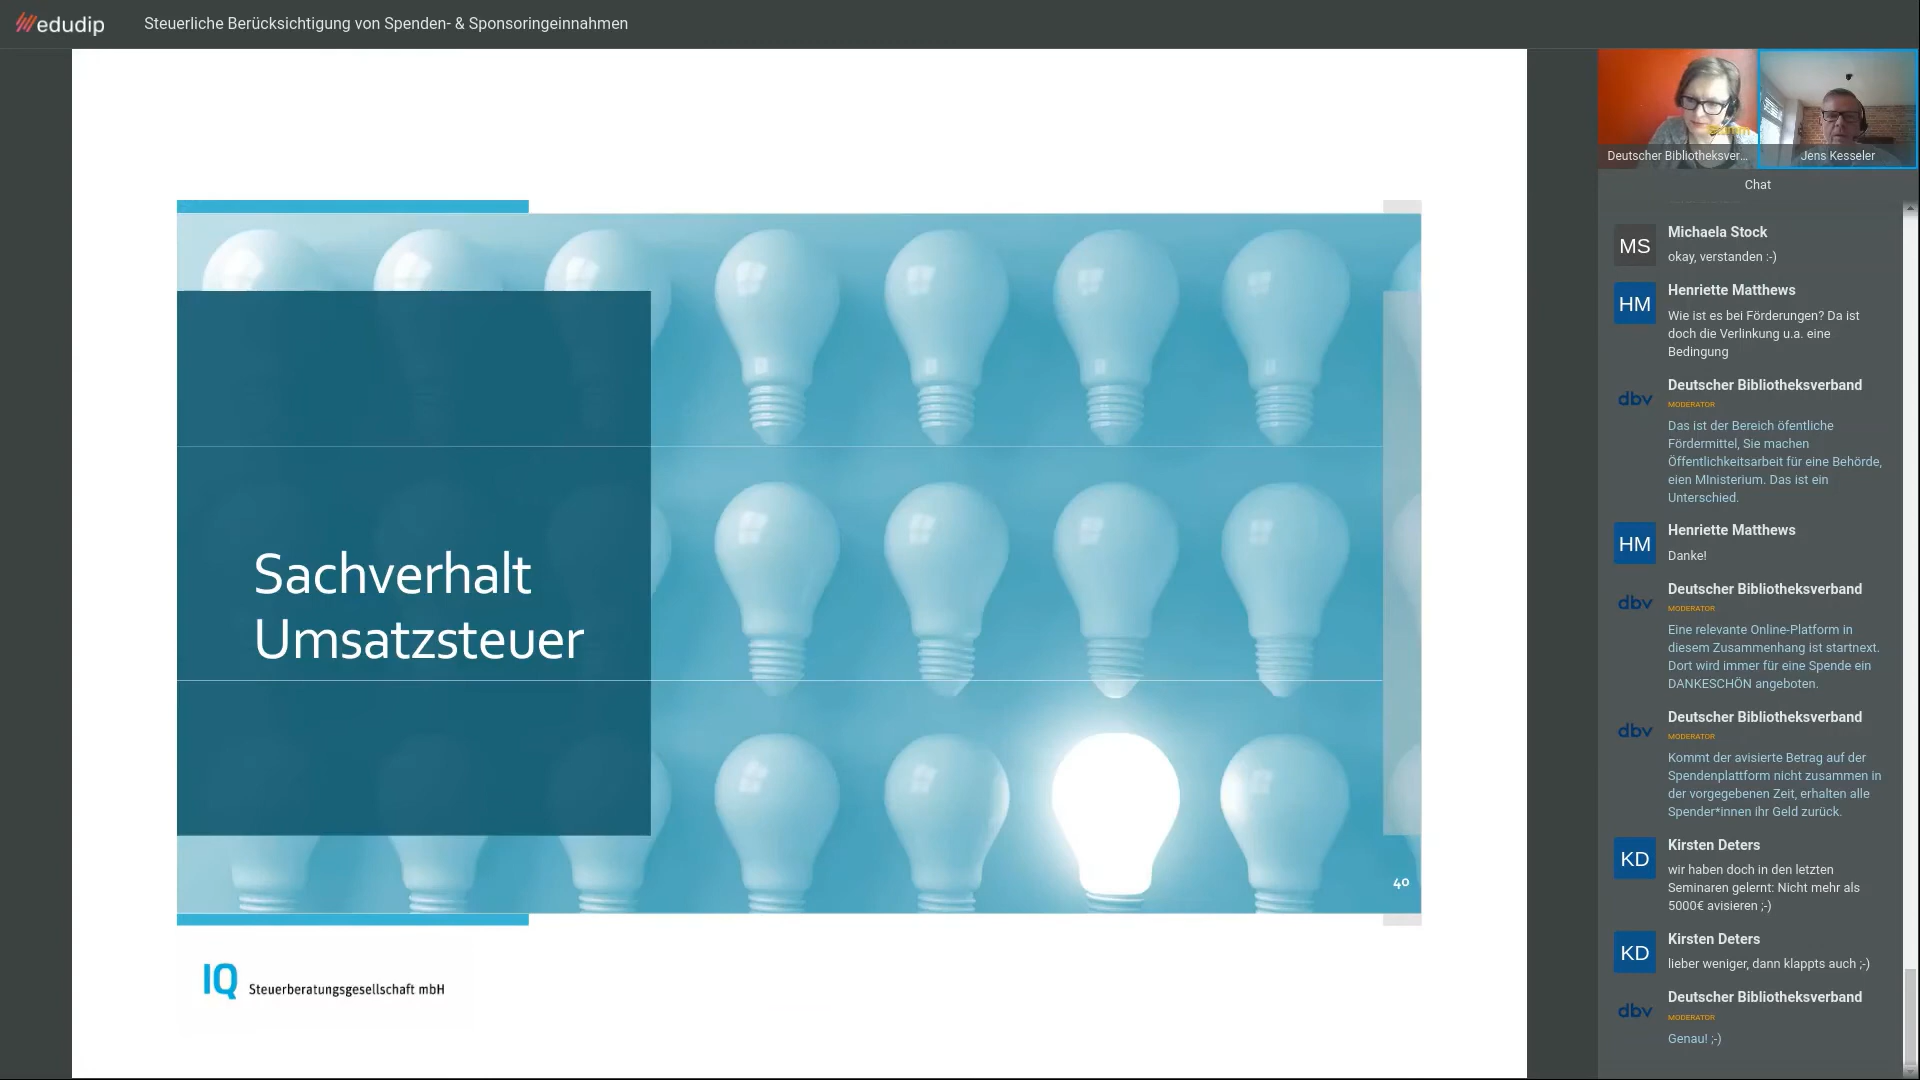 edudip
Steuerliche Berücksichtigung von Spenden- & Sponsoringeinnahmen
Sachverhalt
Umsatzsteuer
40
IQ Steuerberatungsgesellschaft mbH
Deutscher Bibliotheksver...
Jens Kesseler
Chat
MS
Michaela Stock
okay, verstanden :-)
HM
Henriette Matthews
Wie ist es bei Förderungen? Da ist
doch die Verlinkung u.a. eine
Bedingung
dbv
Deutscher Bibliotheksverband
MODERATOR
Das ist der Bereich öfentliche
Fördermittel, Sie machen
Öffentlichkeitsarbeit für eine Behörde,
eien MInisterium. Das ist ein
Unterschied.
HM
Henriette Matthews
Danke!
dbv
Deutscher Bibliotheksverband
MODERATOR
Eine relevante Online-Platform in
diesem Zusammenhang ist startnext.
Dort wird immer für eine Spende ein
DANKESCHÖN angeboten.
dbv
Deutscher Bibliotheksverband
MODERATOR
Kommt der avisierte Betrag auf der
Spendenplattform nicht zusammen in
der vorgegebenen Zeit, erhalten alle
Spender*innen ihr Geld zurück.
KD
Kirsten Deters
wir haben doch in den letzten
Seminaren gelernt: Nicht mehr als
5000€ avisieren ;-)
KD
Kirsten Deters
lieber weniger, dann klappts auch ;-)
dbv
Deutscher Bibliotheksverband
MODERATOR
Genau! ;-)